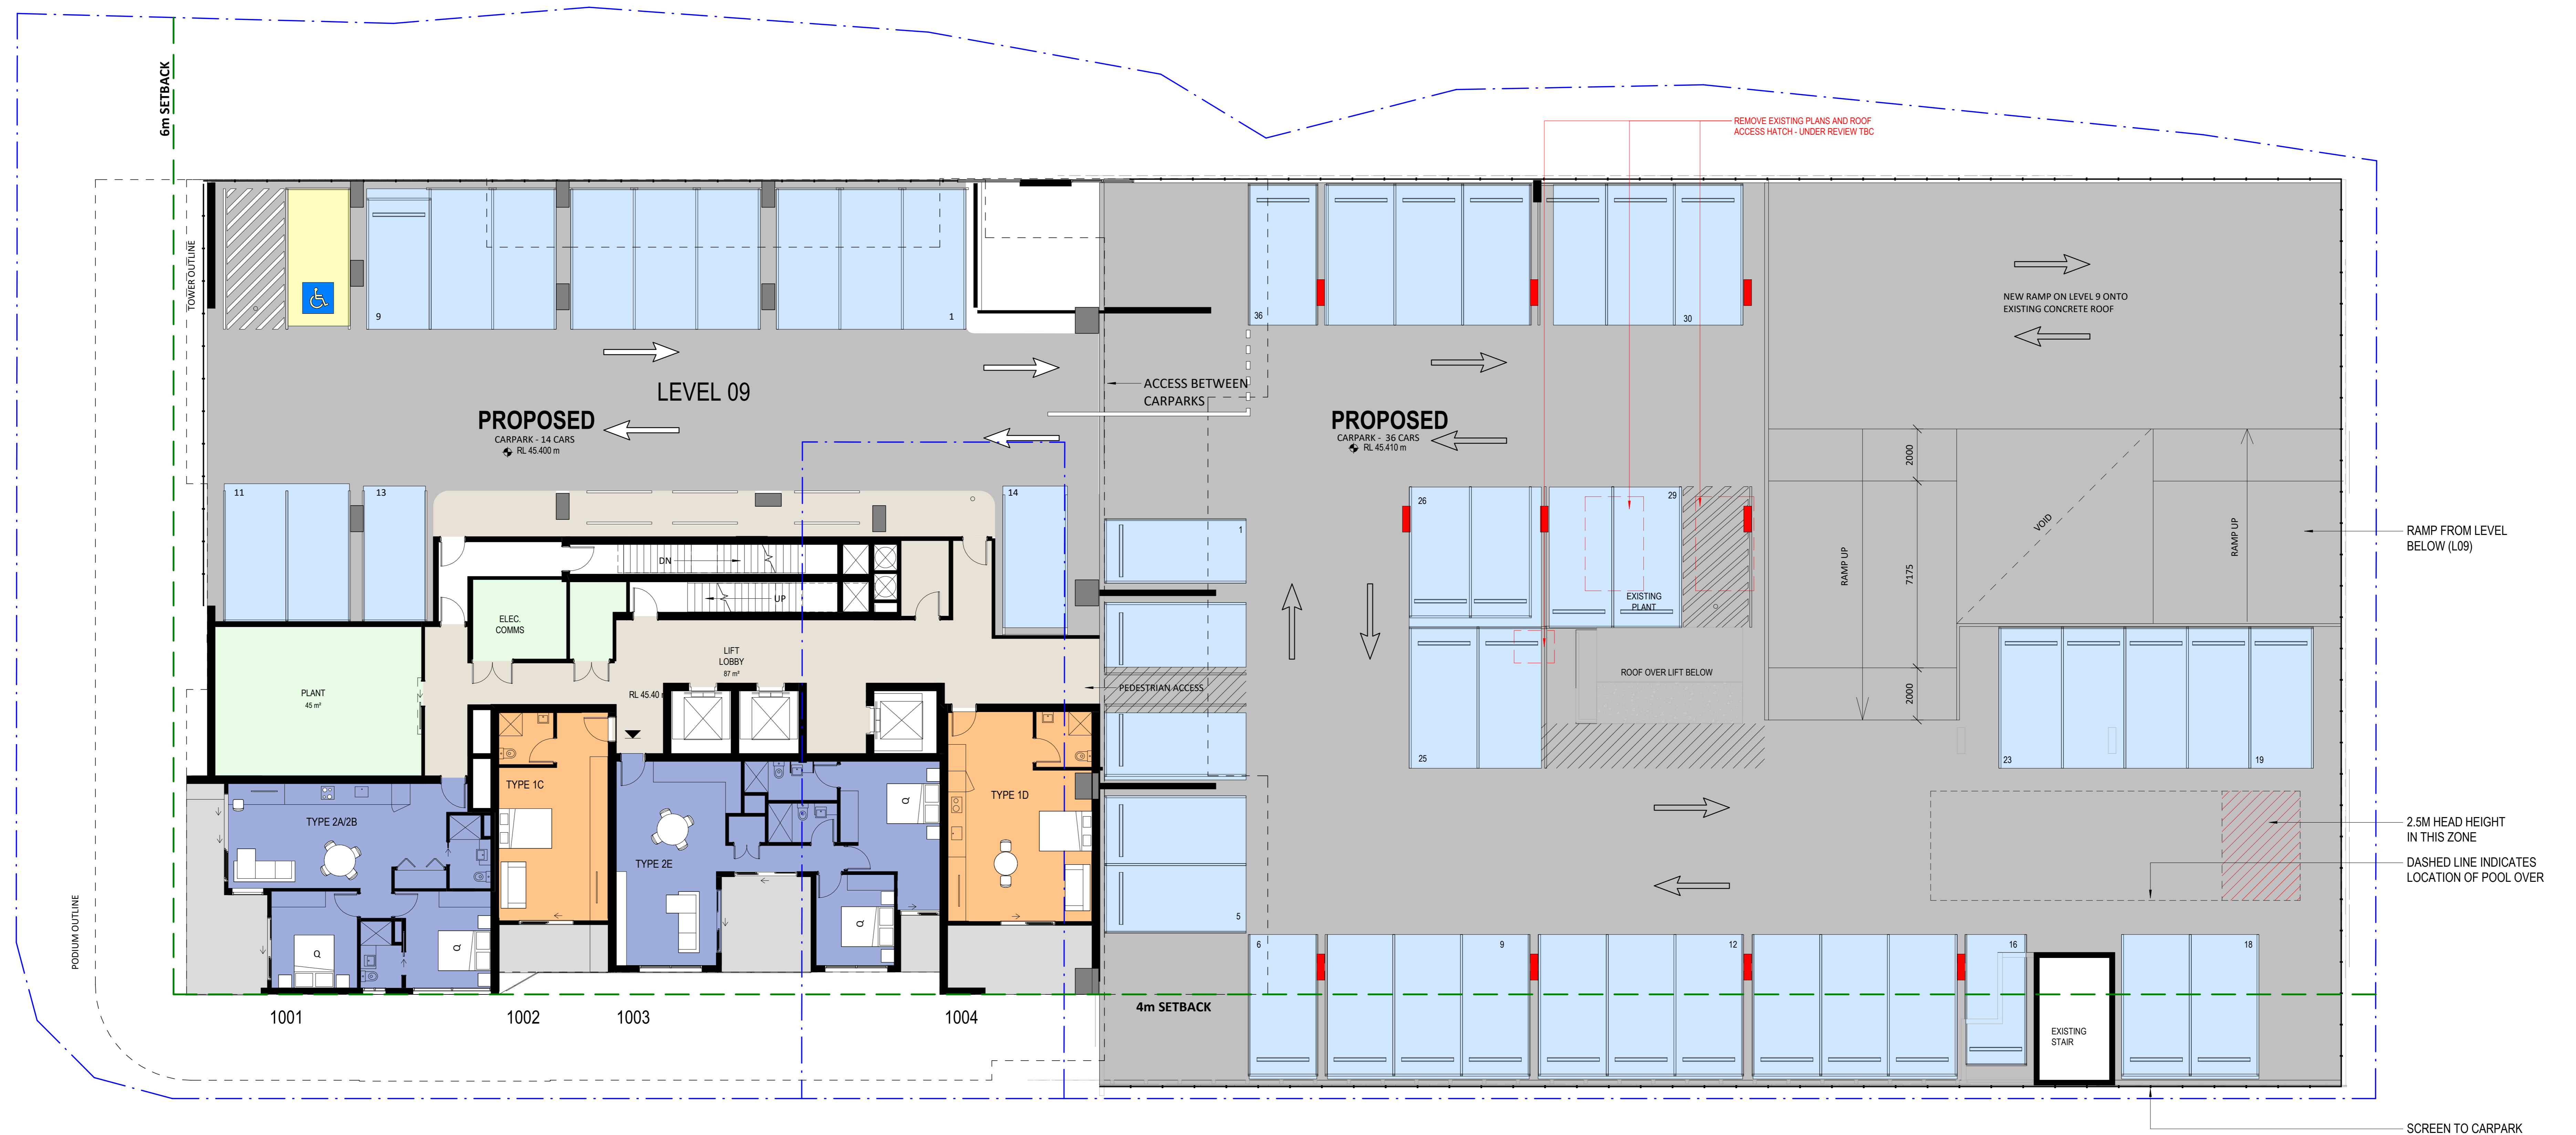 6m SETBACK
REMOVE EXISTING PLANS AND ROOF
ACCESS HATCH - UNDER REVIEW TBC
TOWER OUTLINE
9
1
36
30
NEW RAMP ON LEVEL 9 ONTO
EXISTING CONCRETE ROOF
LEVEL 09
ACCESS BETWEEN
CARPARKS
PROPOSED
CARPARK - 14 CARS
RL 45.400 m
PROPOSED
CARPARK - 36 CARS
RL 45.410 m
2000
11
13
14
26
29
VOID
RAMP UP
RAMP FROM LEVEL
BELOW (L09)
1
DN
UP
RAMP UP
7175
EXISTING
PLANT
ELEC.
COMMS
LIFT
LOBBY
87 m²
ROOF OVER LIFT BELOW
PLANT
45 m²
RL 45.40
PEDESTRIAN ACCESS
2000
25
23
19
TYPE 1C
TYPE 1D
TYPE 2A/2B
TYPE 2E
Q
Q
Q
Q
Q
2.5M HEAD HEIGHT
IN THIS ZONE
DASHED LINE INDICATES
LOCATION OF POOL OVER
PODIUM OUTLINE
5
6
9
12
16
18
4m SETBACK
1001
1002
1003
1004
EXISTING
STAIR
SCREEN TO CARPARK